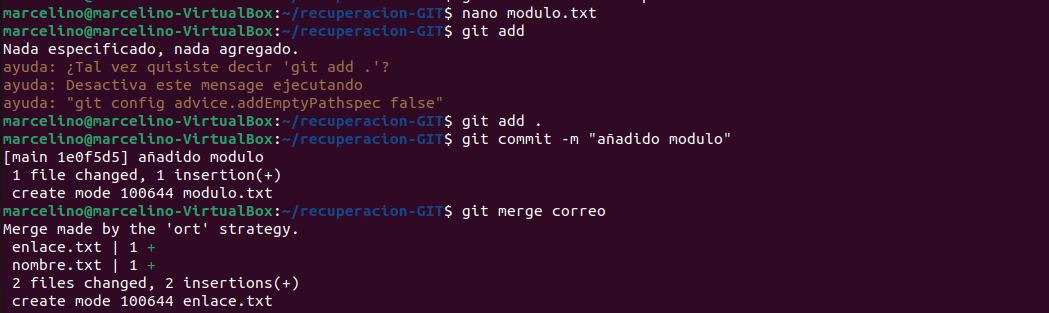 marcelino@marcelino-VirtualBox:~/recuperacion-GIT$ nano modulo.txt
marcelino@marcelino-VirtualBox:~/recuperacion-GIT$ git add
Nada especificado, nada agregado.
ayuda: ¿Tal vez quisiste decir 'git add .'?
ayuda: Desactiva este mensage ejecutando
ayuda: "git config advice.addEmptyPathspec false"
marcelino@marcelino-VirtualBox:~/recuperacion-GIT$ git add .
marcelino@marcelino-VirtualBox:~/recuperacion-GIT$ git commit -m "añadido modulo"
[main 1e0f5d5] añadido modulo
 1 file changed, 1 insertion(+)
 create mode 100644 modulo.txt
marcelino@marcelino-VirtualBox:~/recuperacion-GIT$ git merge correo
Merge made by the 'ort' strategy.
 enlace.txt | 1 +
 nombre.txt | 1 +
 2 files changed, 2 insertions(+)
 create mode 100644 enlace.txt